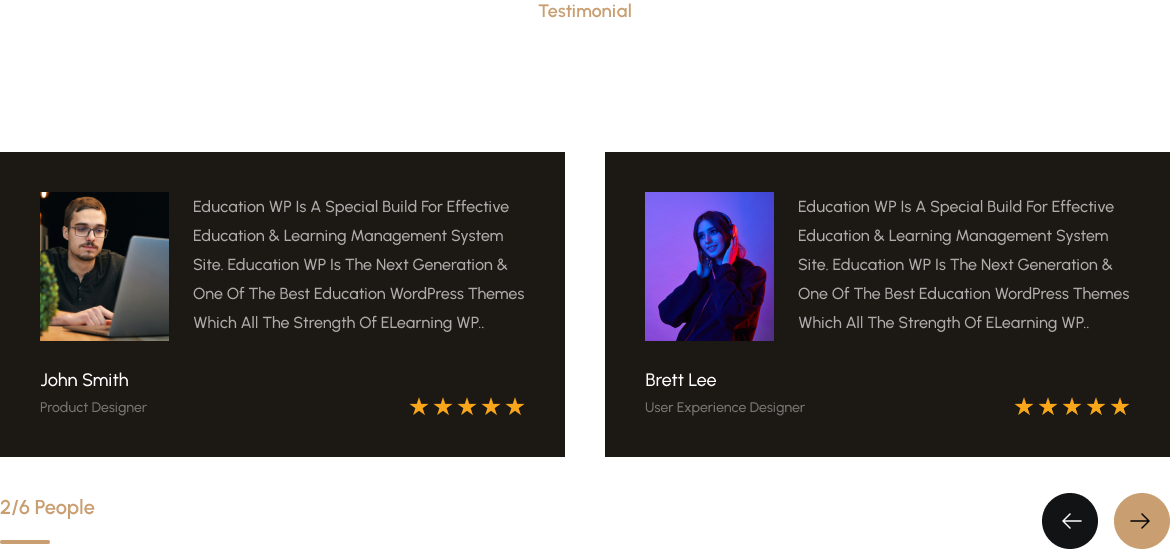 Testimonial
Education WP Is A Special Build For Effective
Education & Learning Management System
Site. Education WP Is The Next Generation &
One Of The Best Education WordPress Themes
Which All The Strength Of ELearning WP..
John Smith
Product Designer
Education WP Is A Special Build For Effective
Education & Learning Management System
Site. Education WP Is The Next Generation &
One Of The Best Education WordPress Themes
Which All The Strength Of ELearning WP..
Brett Lee
User Experience Designer
2/6 People